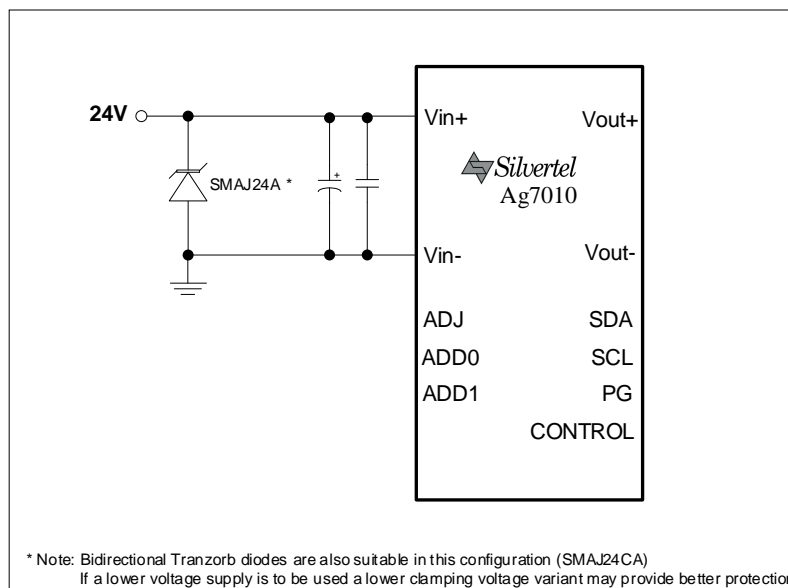 24V
SMAJ24A *
+
Vin+
Vout+
Silvertel
Ag7010
Vin-
Vout-
ADJ
SDA
ADD0
SCL
ADD1
PG
CONTROL
* Note: Bidirectional Tranzorb diodes are also suitable in this configuration (SMAJ24CA)
If a lower voltage supply is to be used a lower clamping voltage variant may provide better protection